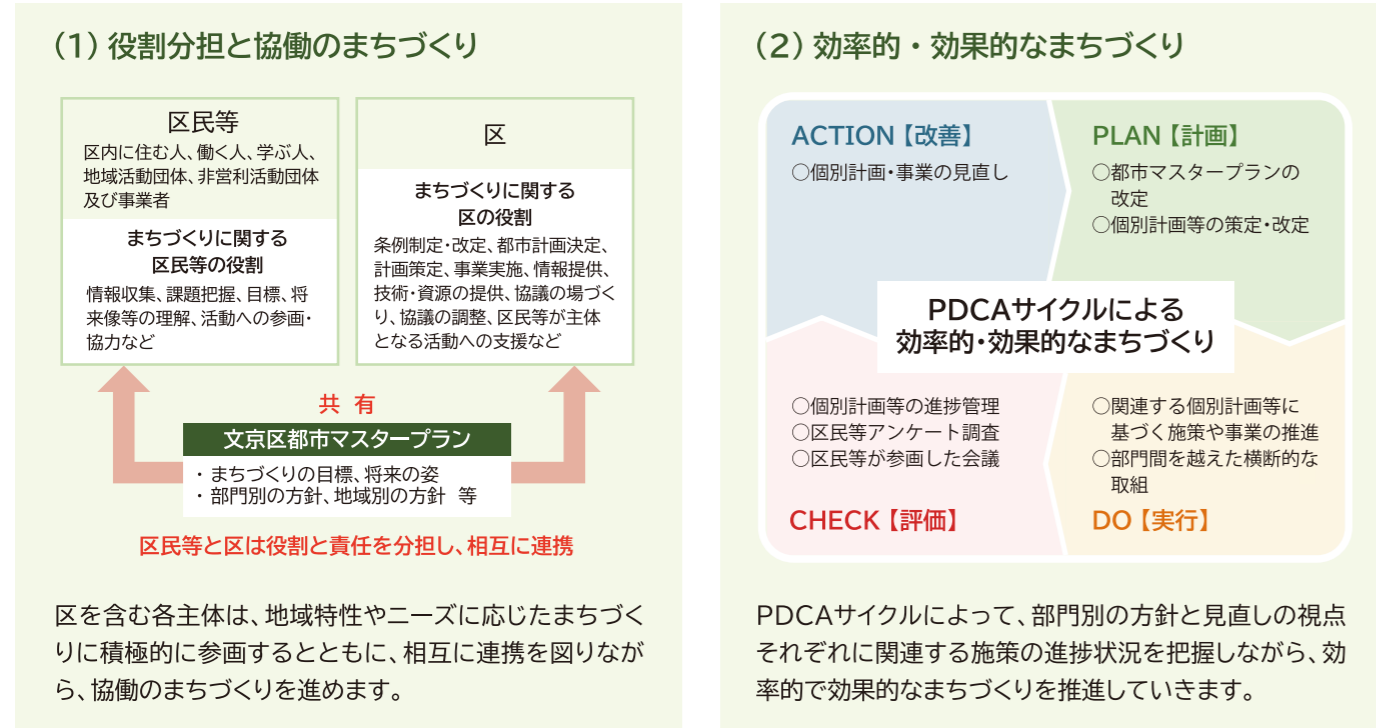 (1) 役割分担と協働のまちづくり
区民等
区内に住む人、働く人、学ぶ人、
地域活動団体、非営利活動団体
及び事業者
まちづくりに関する
区民等の役割
情報収集、課題把握、目標、将
来像等の理解、活動への参画・
協力など
区
まちづくりに関する
区の役割
条例制定・改定、都市計画決定、
計画策定、事業実施、情報提供、
技術・資源の提供、協議の場づく
り、協議の調整、区民等が主体
となる活動への支援など
共 有
文京区都市マスタープラン
・ まちづくりの目標、将来の姿
・ 部門別の方針、地域別の方針 等
区民等と区は役割と責任を分担し、相互に連携
区を含む各主体は、地域特性やニーズに応じたまちづく
りに積極的に参画するとともに、相互に連携を図りなが
ら、協働のまちづくりを進めます。
(2) 効率的・効果的なまちづくり
ACTION【改善】
○個別計画・事業の見直し
PLAN【計画】
○都市マスタープランの
改定
○個別計画等の策定・改定
PDCAサイクルによる
効率的・効果的なまちづくり
○個別計画等の進捗管理
○区民等アンケート調査
○区民等が参画した会議
CHECK【評価】
○関連する個別計画等に
基づく施策や事業の推進
○部門間を越えた横断的な
取組
DO【実行】
PDCAサイクルによって、部門別の方針と見直しの視点
それぞれに関連する施策の進捗状況を把握しながら、効
率的で効果的なまちづくりを推進していきます。